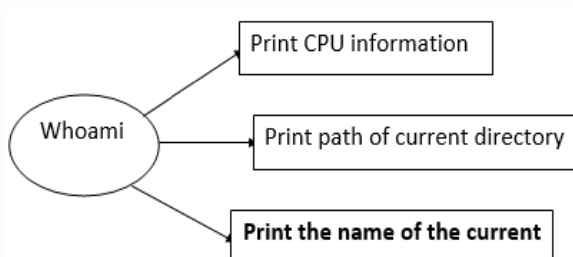 Print CPU information
Whoami
Print path of current directory
Print the name of the current